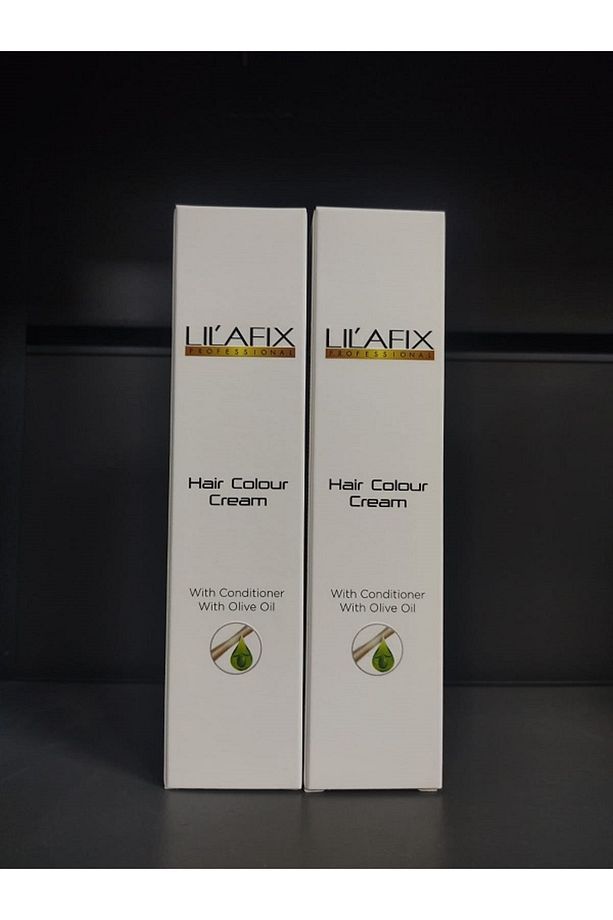 LIL'AFIX
PROFESSIONAL
Hair Colour
Cream
With Conditioner
With Olive Oil
LIL'AFIX
PROFESSIONAL
Hair Colour
Cream
With Conditioner
With Olive Oil